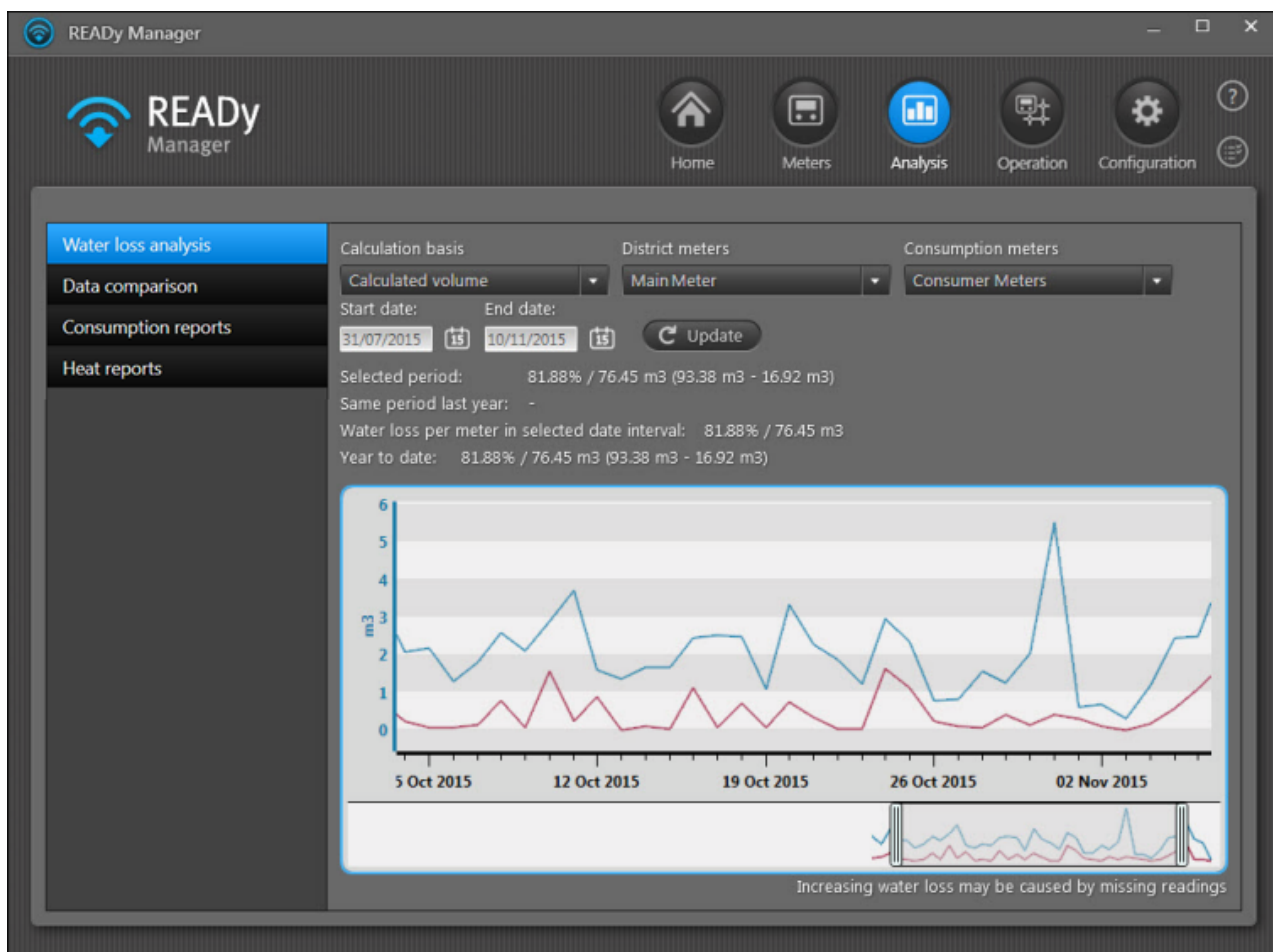 READy Manager
READy
Manager
Home Meters Analysis Operation Configuration
?
Water loss analysis
Data comparison
Consumption reports
Heat reports
Calculation basis District meters Consumption meters
Calculated volume Main Meter Consumer Meters
Start date: End date:
31/07/2015 15 10/11/2015 15 Update
Selected period: 81.88% / 76.45 m3 (93.38 m3 - 16.92 m3)
Same period last year: -
Water loss per meter in selected date interval: 81.88% / 76.45 m3
Year to date: 81.88% / 76.45 m3 (93.38 m3 - 16.92 m3)
6
5
4
3
2
1
0
m3
5 Oct 2015 12 Oct 2015 19 Oct 2015 26 Oct 2015 02 Nov 2015
Increasing water loss may be caused by missing readings